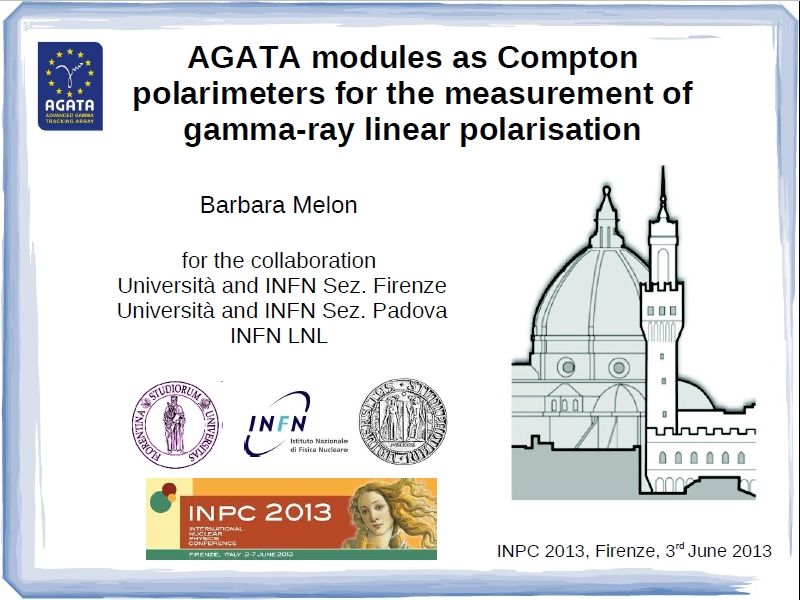 AGATA modules as Compton
polarimeters for the measurement of
gamma-ray linear polarisation
AGATA
ADVANCED GAMMA
TRACKING ARRAY
Barbara Melon
for the collaboration
Università and INFN Sez. Firenze
Università and INFN Sez. Padova
INFN LNL
FLORENTINA STUDIORUM UNIVERSITAS
INFN
Istituto Nazionale
di Fisica Nucleare
INPC 2013
INTERNATIONAL
NUCLEAR
PHYSICS
CONFERENCE
FIRENZE, ITALY 2-7 JUNE 2013
INPC 2013, Firenze, 3rd June 2013